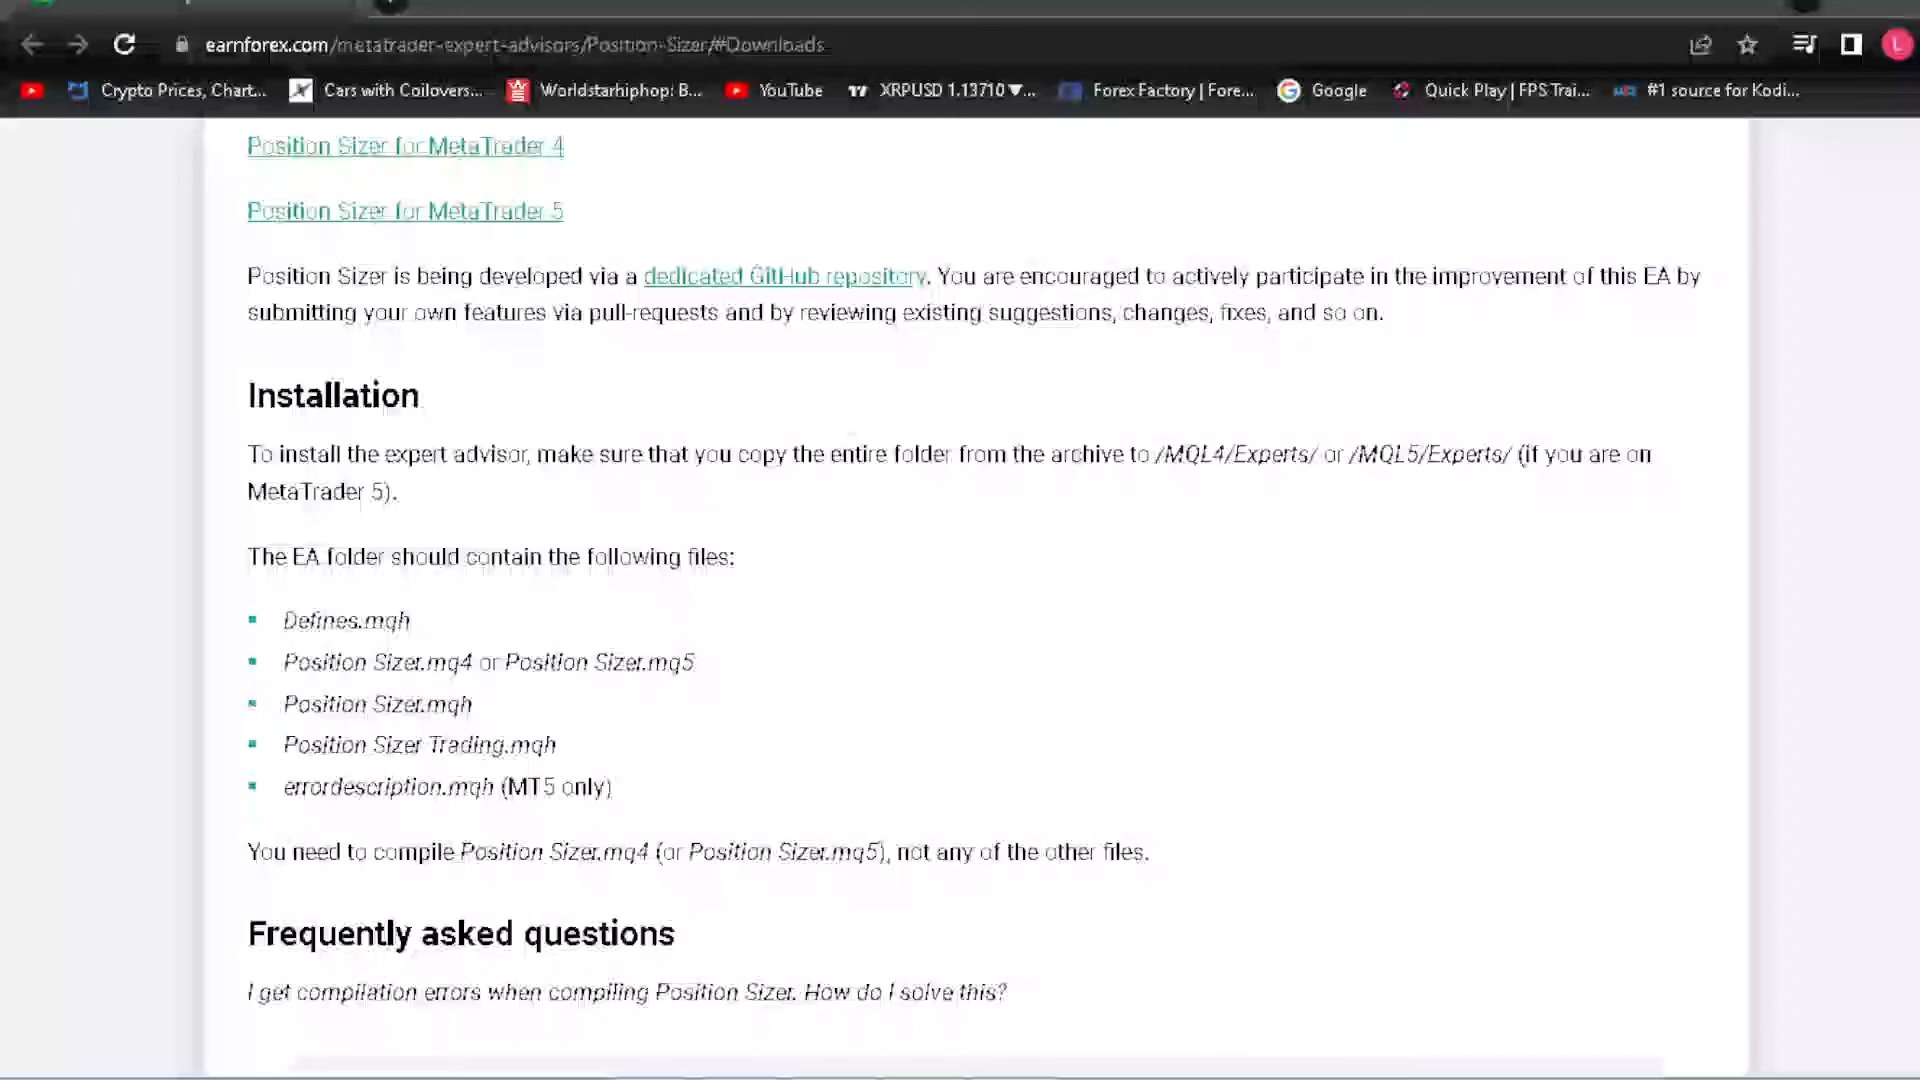 earnforex.com/metatrader-expert-advisors/Position-Sizer/#Downloads
L
Crypto Prices, Chart... Cars with Coilovers... Worldstarhiphop: B... YouTube XRPUSD 1.13710▼... Forex Factory | Fore... Google Quick Play | FPS Trai... #1 source for Kodi...
Position Sizer for MetaTrader 4
Position Sizer for MetaTrader 5
Position Sizer is being developed via a dedicated GitHub repository. You are encouraged to actively participate in the improvement of this EA by
submitting your own features via pull-requests and by reviewing existing suggestions, changes, fixes, and so on.
Installation
To install the expert advisor, make sure that you copy the entire folder from the archive to /MQL4/Experts/ or /MQL5/Experts/ (if you are on
MetaTrader 5).
The EA folder should contain the following files:
Defines.mqh
Position Sizer.mq4 or Position Sizer.mq5
Position Sizer.mqh
Position Sizer Trading.mqh
errordescription.mqh (MT5 only)
You need to compile Position Sizer.mq4 (or Position Sizer.mq5), not any of the other files.
Frequently asked questions
I get compilation errors when compiling Position Sizer. How do I solve this?